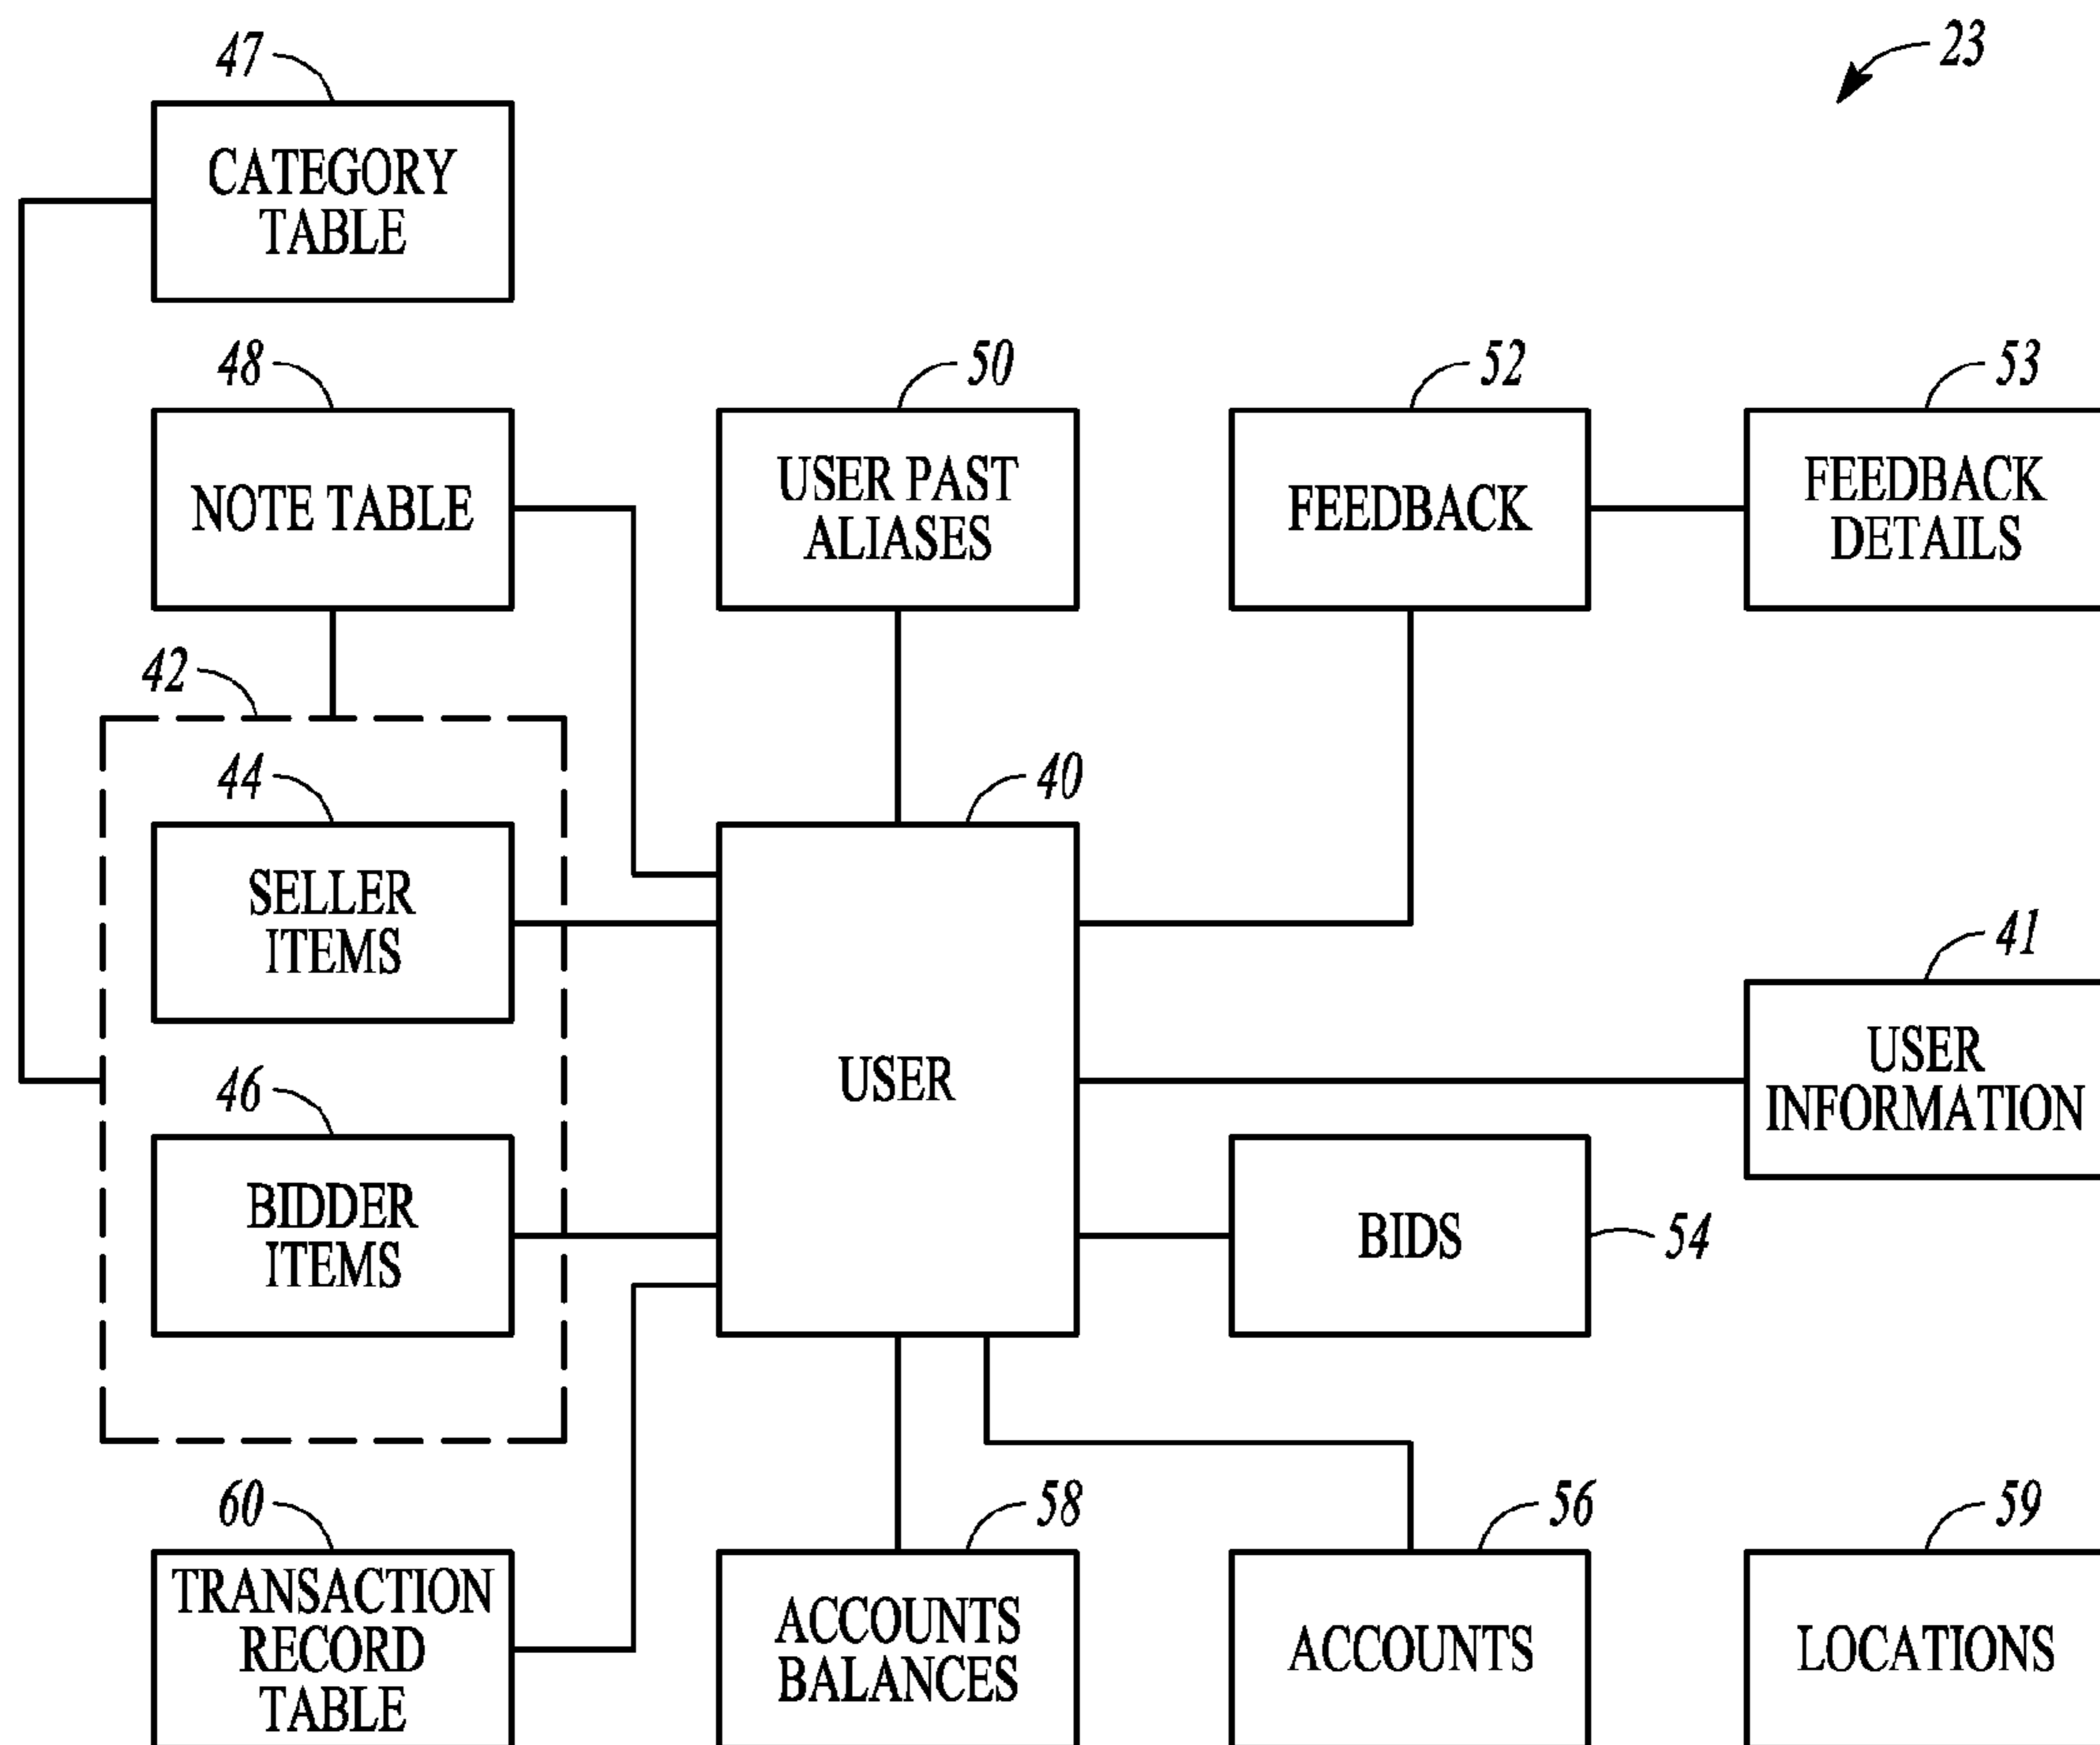 47
23
CATEGORY
TABLE
48
50
52
53
NOTE TABLE
USER PAST
ALIASES
FEEDBACK
FEEDBACK
DETAILS
42
44
40
SELLER
ITEMS
41
USER
INFORMATION
USER
46
BIDDER
ITEMS
BIDS
54
60
58
56
59
TRANSACTION
RECORD
TABLE
ACCOUNTS
BALANCES
ACCOUNTS
LOCATIONS